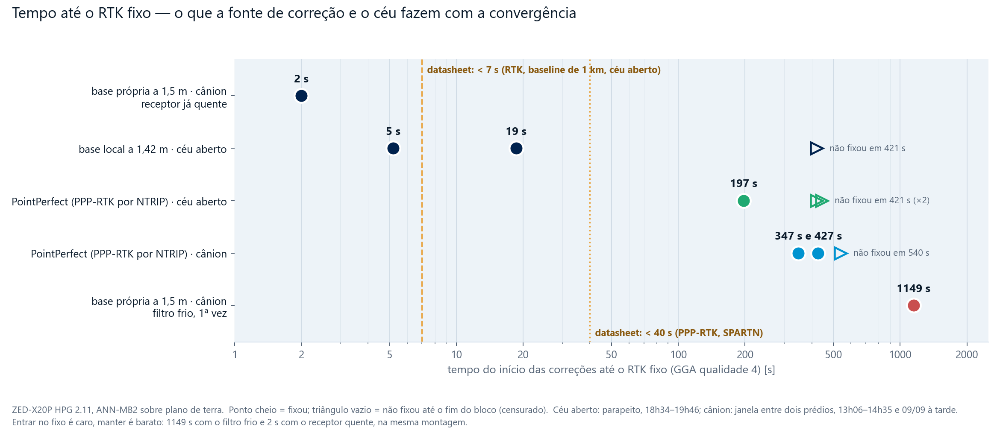 Tempo até o RTK fixo — o que a fonte de correção e o céu fazem com a convergência
datasheet: < 7 s (RTK, baseline de 1 km, céu aberto)
2 s
base própria a 1,5 m · cânion
receptor já quente
5 s
19 s
base local a 1,42 m · céu aberto
não fixou em 421 s
197 s
PointPerfect (PPP-RTK por NTRIP) · céu aberto
não fixou em 421 s (×2)
347 s e 427 s
PointPerfect (PPP-RTK por NTRIP) · cânion
não fixou em 540 s
1149 s
base própria a 1,5 m · cânion
filtro frio, 1ª vez
datasheet: < 40 s (PPP-RTK, SPARTN)
1 2 5 10 20 50 100 200 500 1000 2000
tempo do início das correções até o RTK fixo (GGA qualidade 4) [s]
ZED-X20P HPG 2.11, ANN-MB2 sobre plano de terra.  Ponto cheio = fixou; triângulo vazio = não fixou até o fim do bloco (censurado).  Céu aberto: parapeito, 18h34–19h46; cânion: janela entre dois prédios, 13h06–14h35 e 09/09 à tarde.
Entrar no fixo é caro, manter é barato: 1149 s com o filtro frio e 2 s com o receptor quente, na mesma montagem.